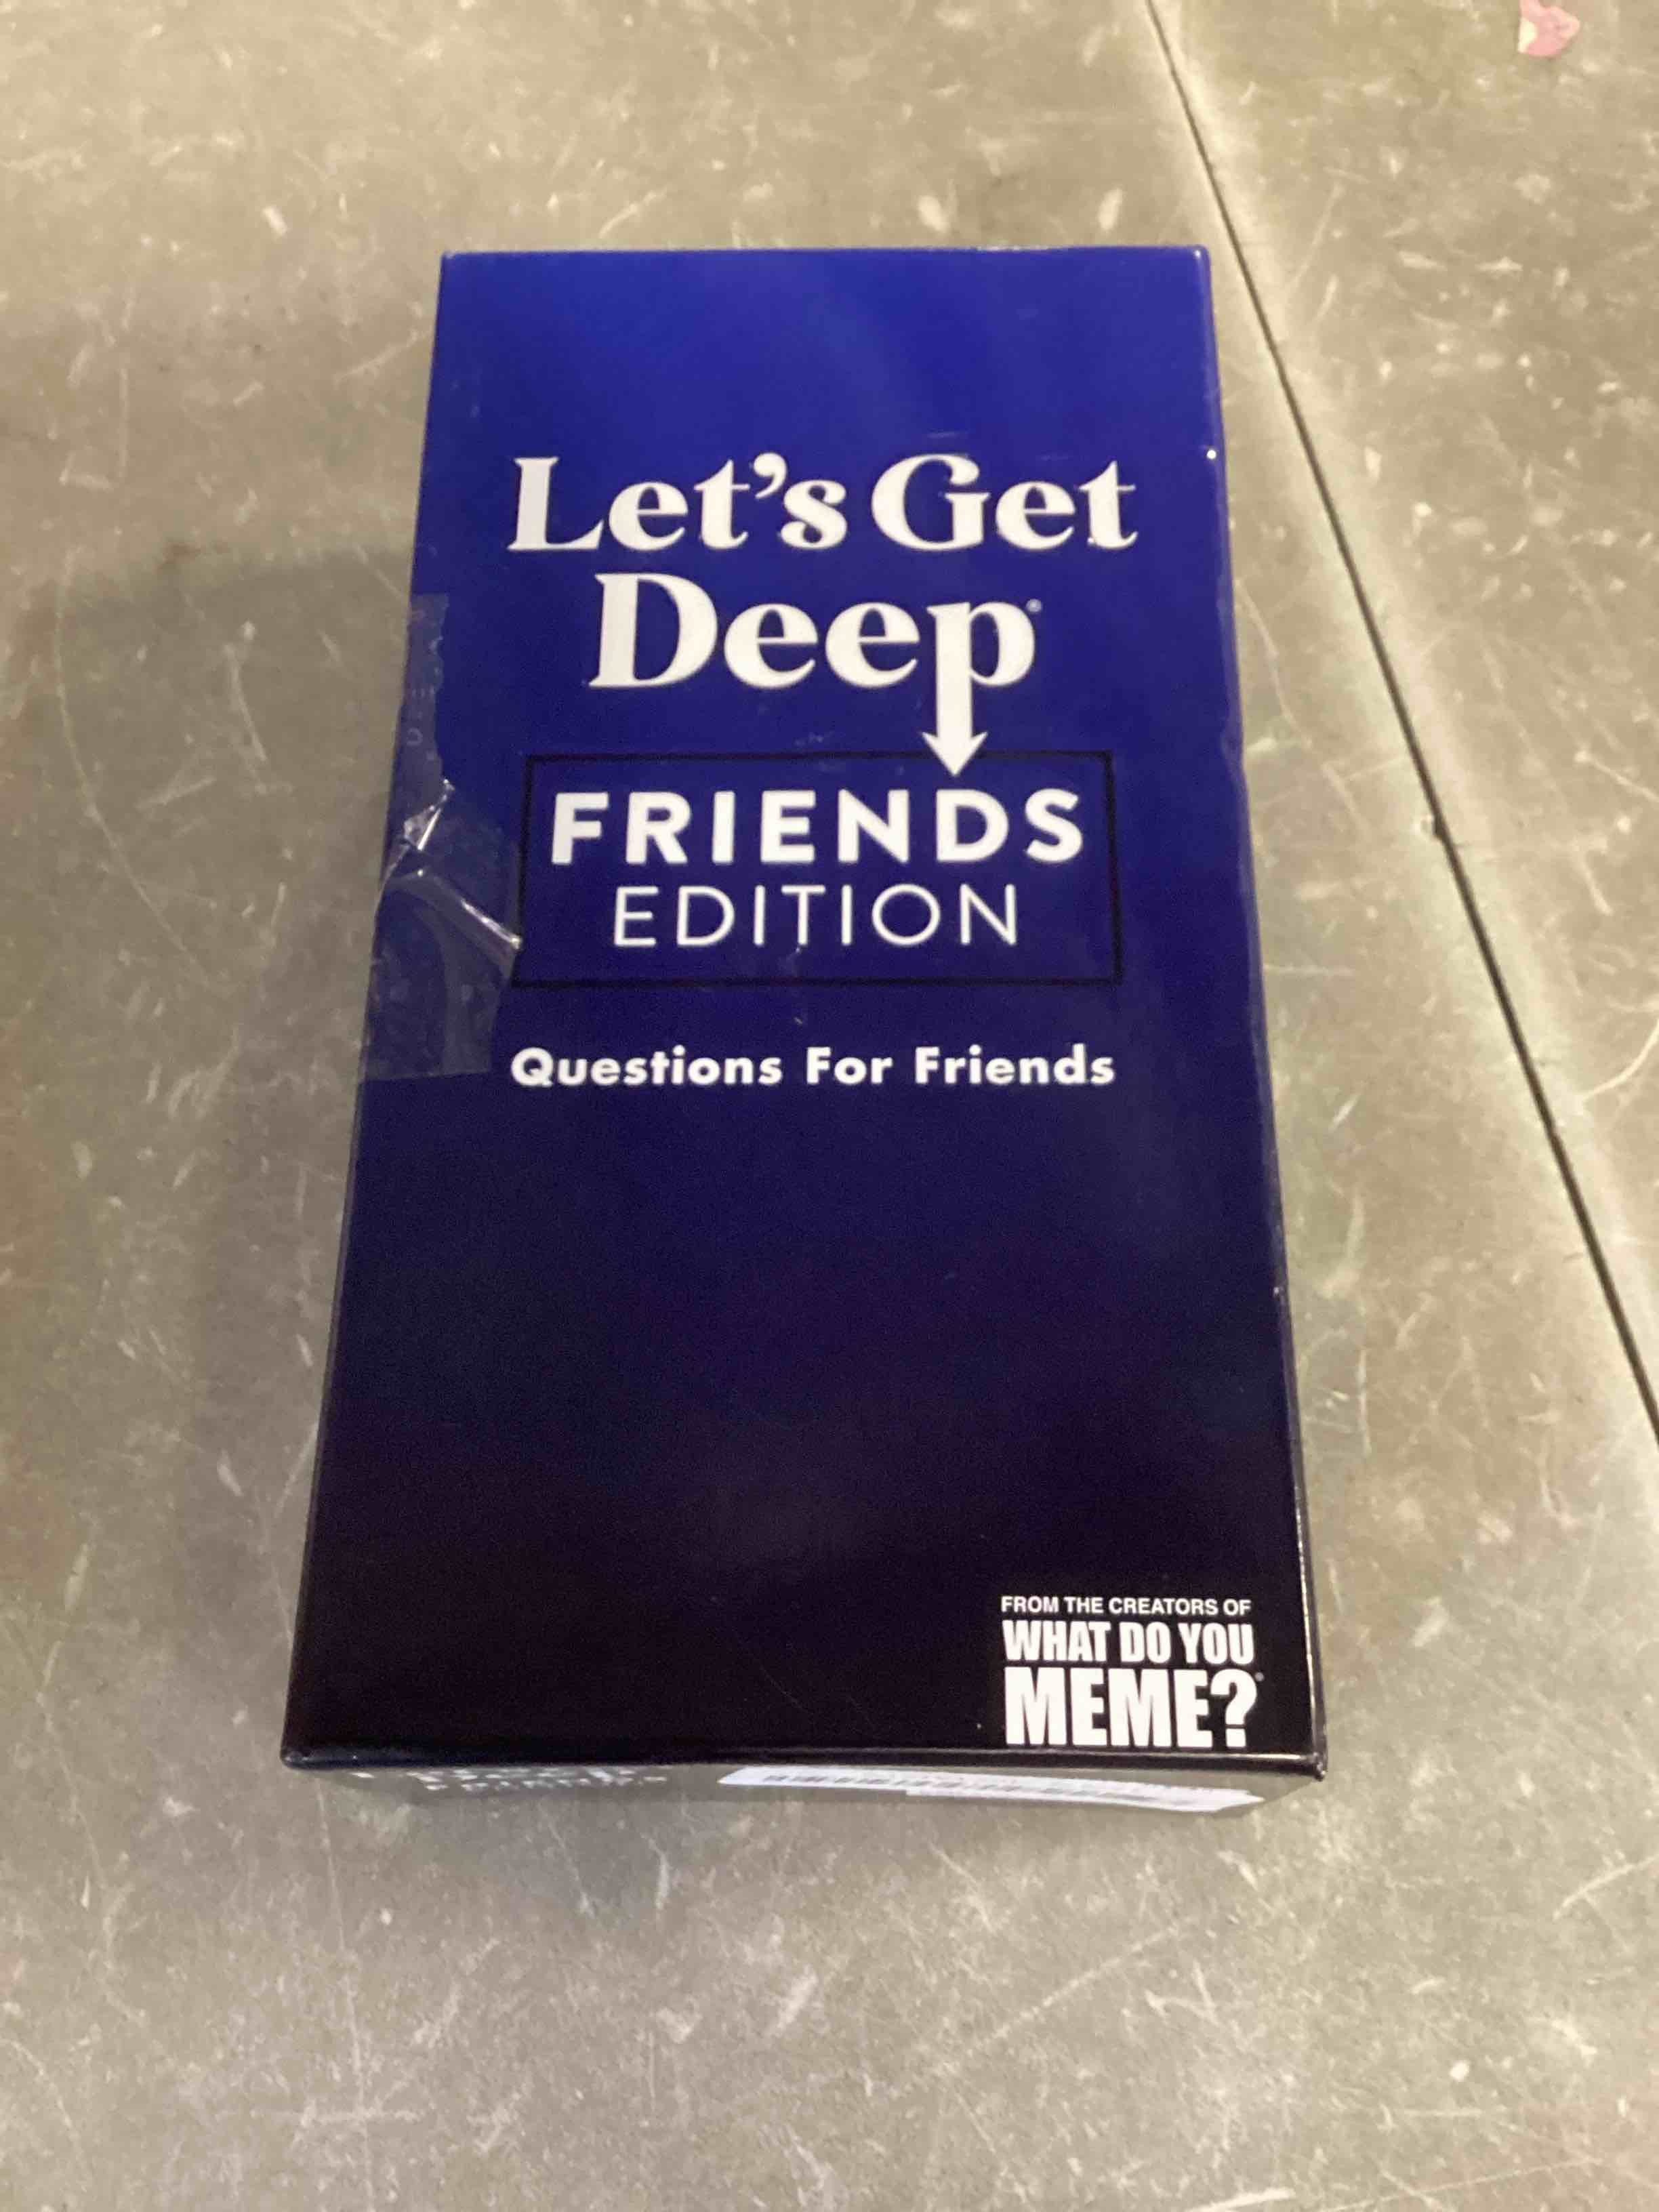 Let's Get
Deep®
FRIENDS
EDITION
Questions For Friends
FROM THE CREATORS OF
WHAT DO YOU
MEME?®